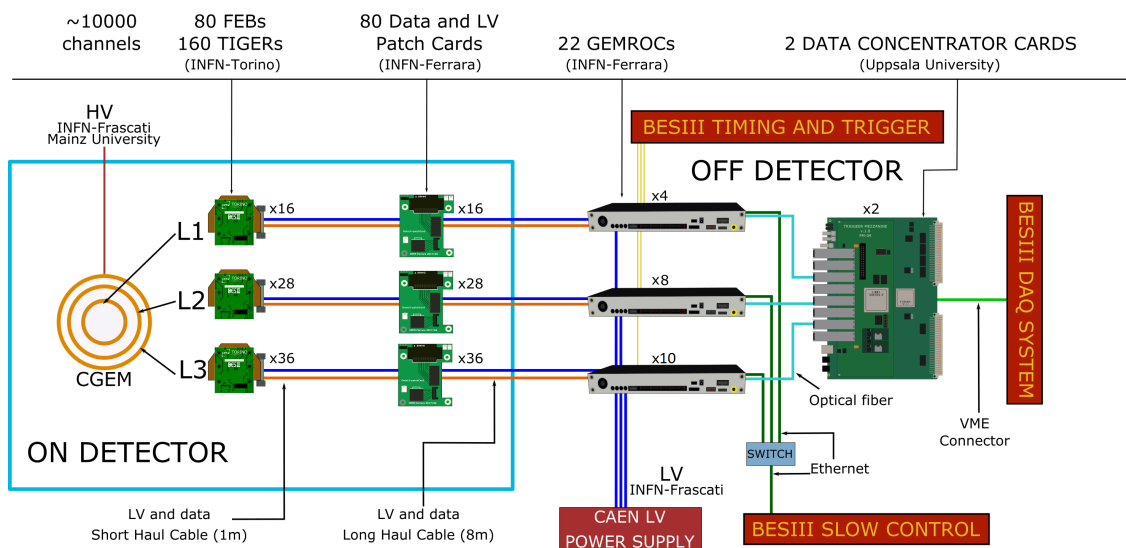 ~10000
channels
80 FEBs
160 TIGERs
(INFN-Torino)
80 Data and LV
Patch Cards
(INFN-Ferrara)
22 GEMROCs
(INFN-Ferrara)
2 DATA CONCENTRATOR CARDS
(Uppsala University)
HV
INFN-Frascati
Mainz University
BESIII TIMING AND TRIGGER
OFF DETECTOR
L1
x16
x16
x4
x2
L2
x28
x28
x8
L3
x36
x36
x10
CGEM
BESIII DAQ SYSTEM
Optical fiber
VME
Connector
ON DETECTOR
SWITCH
Ethernet
LV
INFN-Frascati
LV and data
Short Haul Cable (1m)
LV and data
Long Haul Cable (8m)
CAEN LV
POWER SUPPLY
BESIII SLOW CONTROL